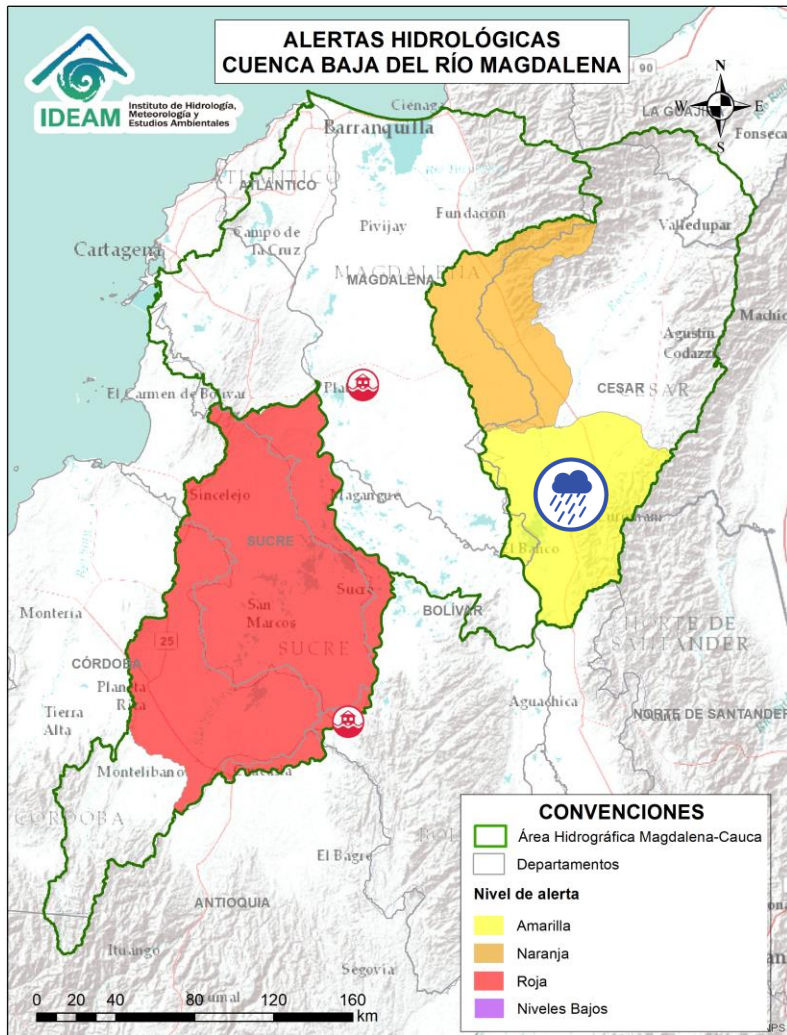 ALERTAS HIDROLÓGICAS
CUENCA BAJA DEL RÍO MAGDALENA
IDEAM
Instituto de Hidrología,
Meteorología y
Estudios Ambientales
N
W
E
S
90
LA GUAJIRA
Fonseca
Ciénaga
Barranquilla
ATLÁNTICO
ATLÁNTICO
Fundación
Pivijay
Valledupar
Campo de
la Cruz
Cartagena
MAGDALENA
MAGDALENA
Agustín
Codazzi
CESAR
CESAR
El Carmen de Bolívar
Sincelejo
Magangué
SUCRE
El Banco
Sucre
San
Marcos
BOLÍVAR
Montería
SUCRE
NORTE DE
SANTANDER
25
CÓRDOBA
Planeta
Rica
Aguachica
Tierra
Alta
NORTE DE SANTANDER
Montelíbano
CÓRDOBA
El Bagre
ANTIOQUIA
Ituango
Segovia
0 20 40 80 120 160
km
CONVENCIONES
Área Hidrográfica Magdalena-Cauca
Departamentos
Nivel de alerta
Amarilla
Naranja
Roja
Niveles Bajos